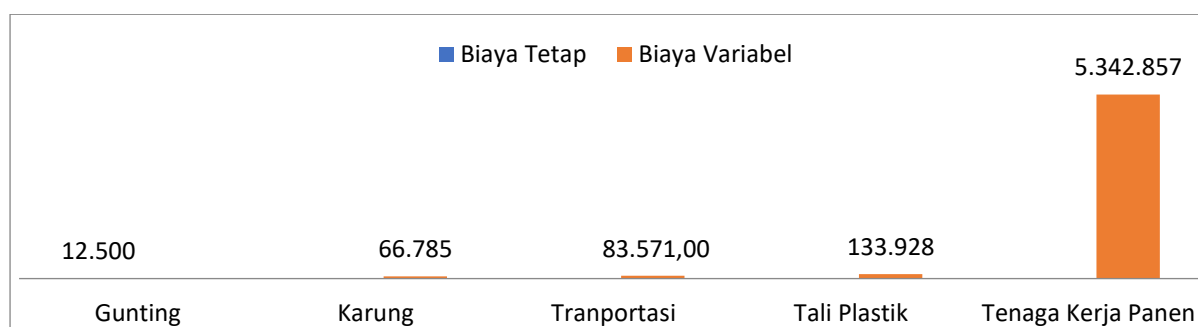 Biaya Tetap Biaya Variabel
5.342.857
12.500 66.785 83.571,00 133.928
Gunting Karung Tranportasi Tali Plastik Tenaga Kerja Panen